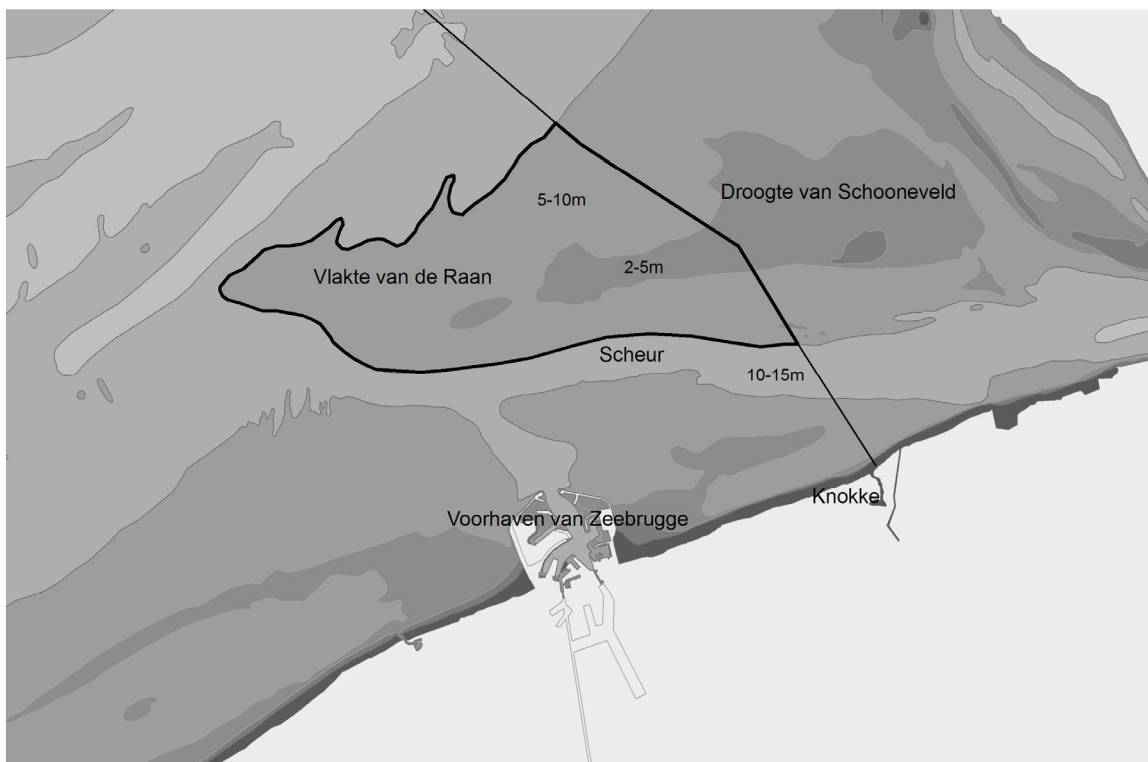 Droogte van Schooneveld
5-10m
2-5m
Vlakte van de Raan
Scheur
10-15m
Knokke
Voorhaven van Zeebrugge